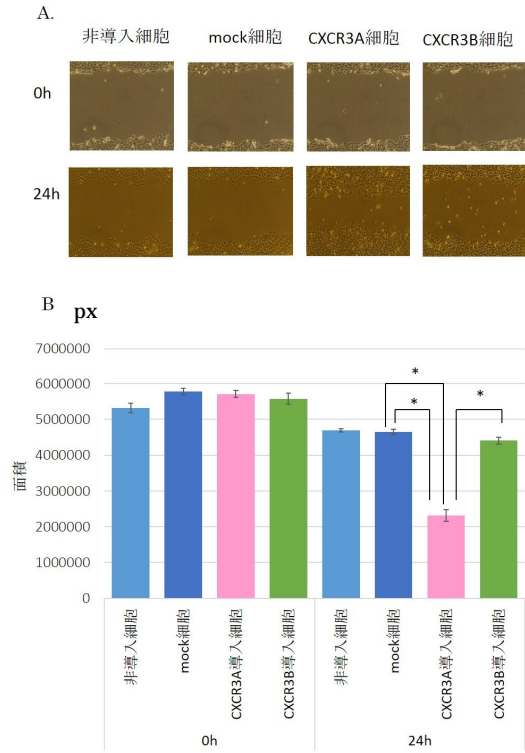 A.
非導入細胞 mock細胞 CXCR3A細胞 CXCR3B細胞
0h
24h
B px
7000000
6000000
5000000
4000000
3000000
2000000
1000000
0
面積
* * *
非導入細胞 mock細胞 CXCR3A導入細胞 CXCR3B導入細胞 非導入細胞 mock細胞 CXCR3A導入細胞 CXCR3B導入細胞
0h 24h